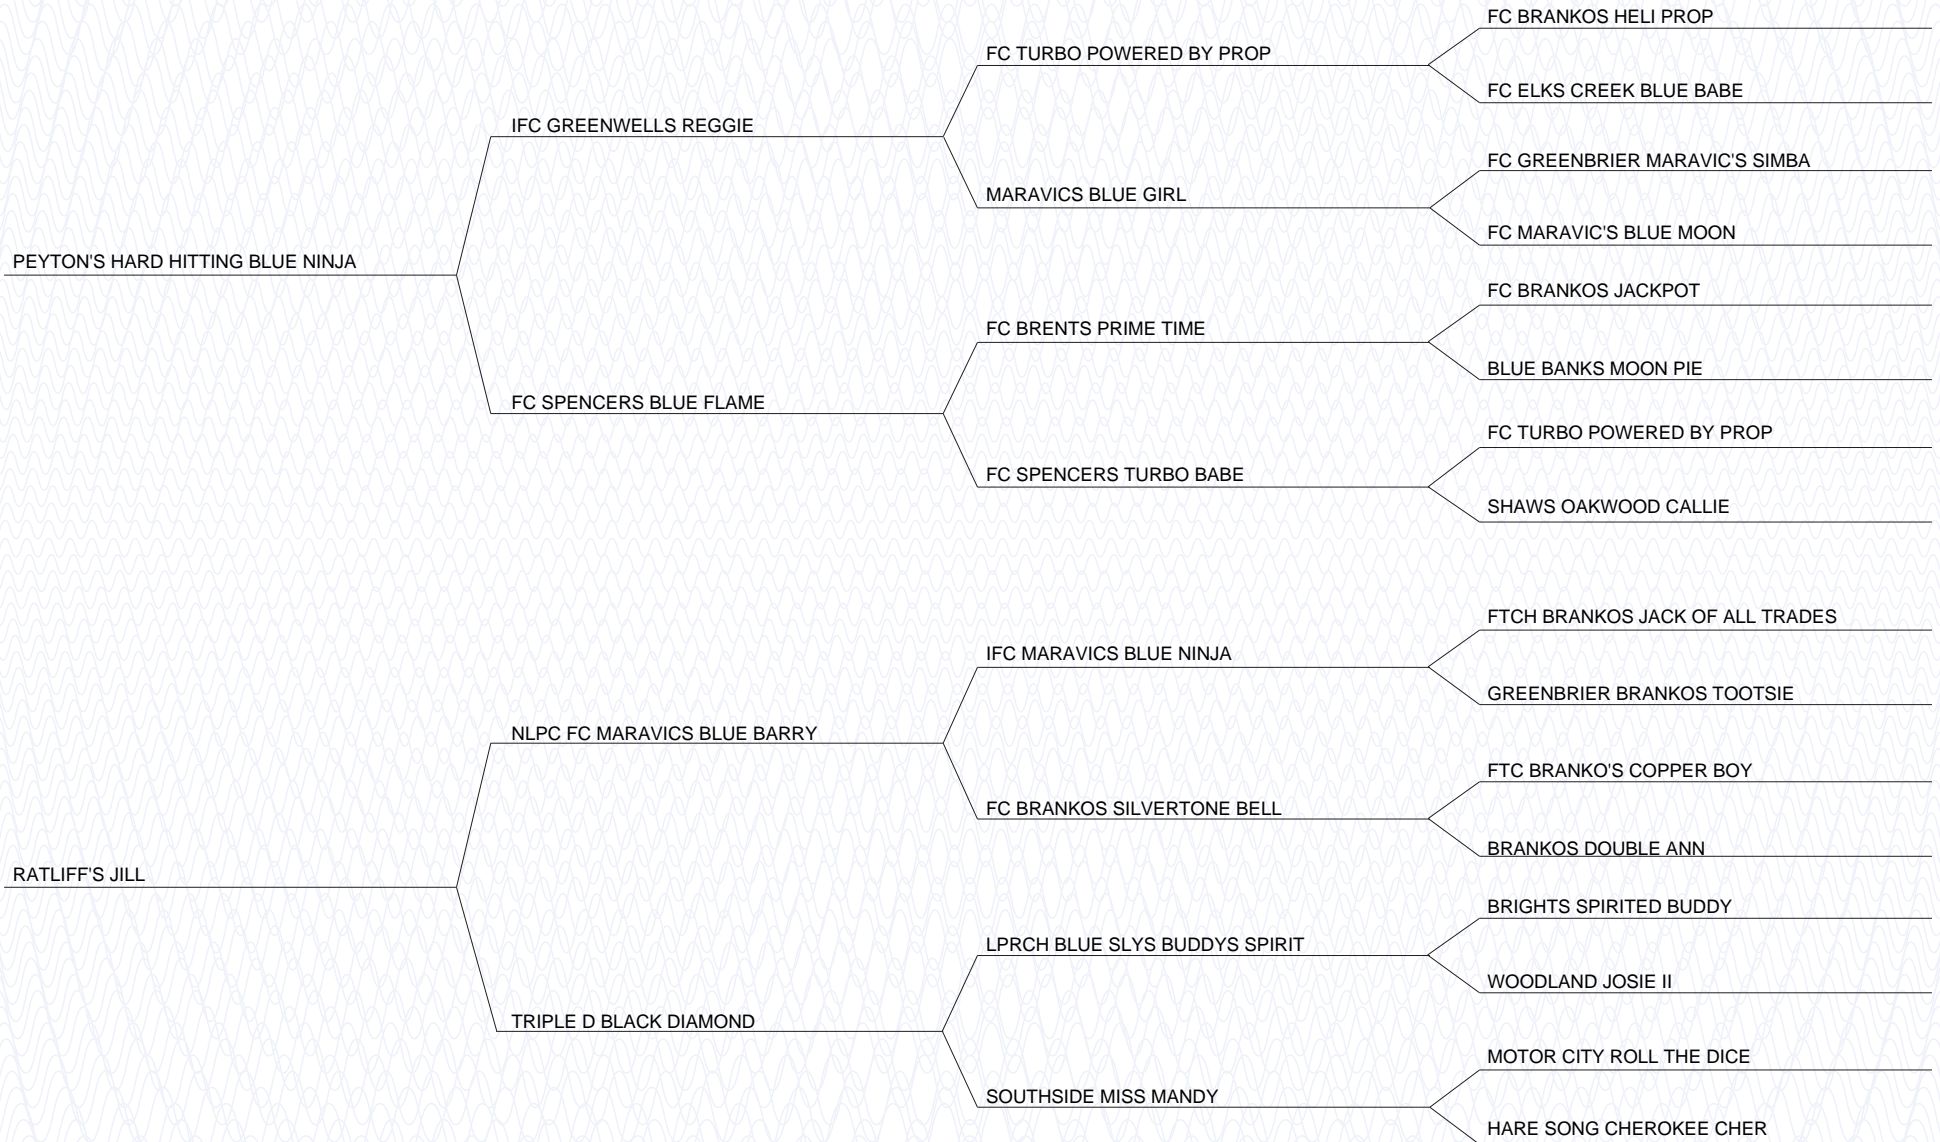 FC BRANKOS HELI PROP
FC TURBO POWERED BY PROP
FC ELKS CREEK BLUE BABE
IFC GREENWELLS REGGIE
FC GREENBRIER MARAVIC'S SIMBA
MARAVICS BLUE GIRL
FC MARAVIC'S BLUE MOON
PEYTON'S HARD HITTING BLUE NINJA
FC BRANKOS JACKPOT
FC BRENTS PRIME TIME
BLUE BANKS MOON PIE
FC SPENCERS BLUE FLAME
FC TURBO POWERED BY PROP
FC SPENCERS TURBO BABE
SHAWS OAKWOOD CALLIE
FTCH BRANKOS JACK OF ALL TRADES
IFC MARAVICS BLUE NINJA
GREENBRIER BRANKOS TOOTSIE
NLPC FC MARAVICS BLUE BARRY
FTC BRANKO'S COPPER BOY
FC BRANKOS SILVERTONE BELL
BRANKOS DOUBLE ANN
RATLIFF'S JILL
BRIGHTS SPIRITED BUDDY
LPRCH BLUE SLYS BUDDYS SPIRIT
WOODLAND JOSIE II
TRIPLE D BLACK DIAMOND
MOTOR CITY ROLL THE DICE
SOUTHSIDE MISS MANDY
HARE SONG CHEROKEE CHER